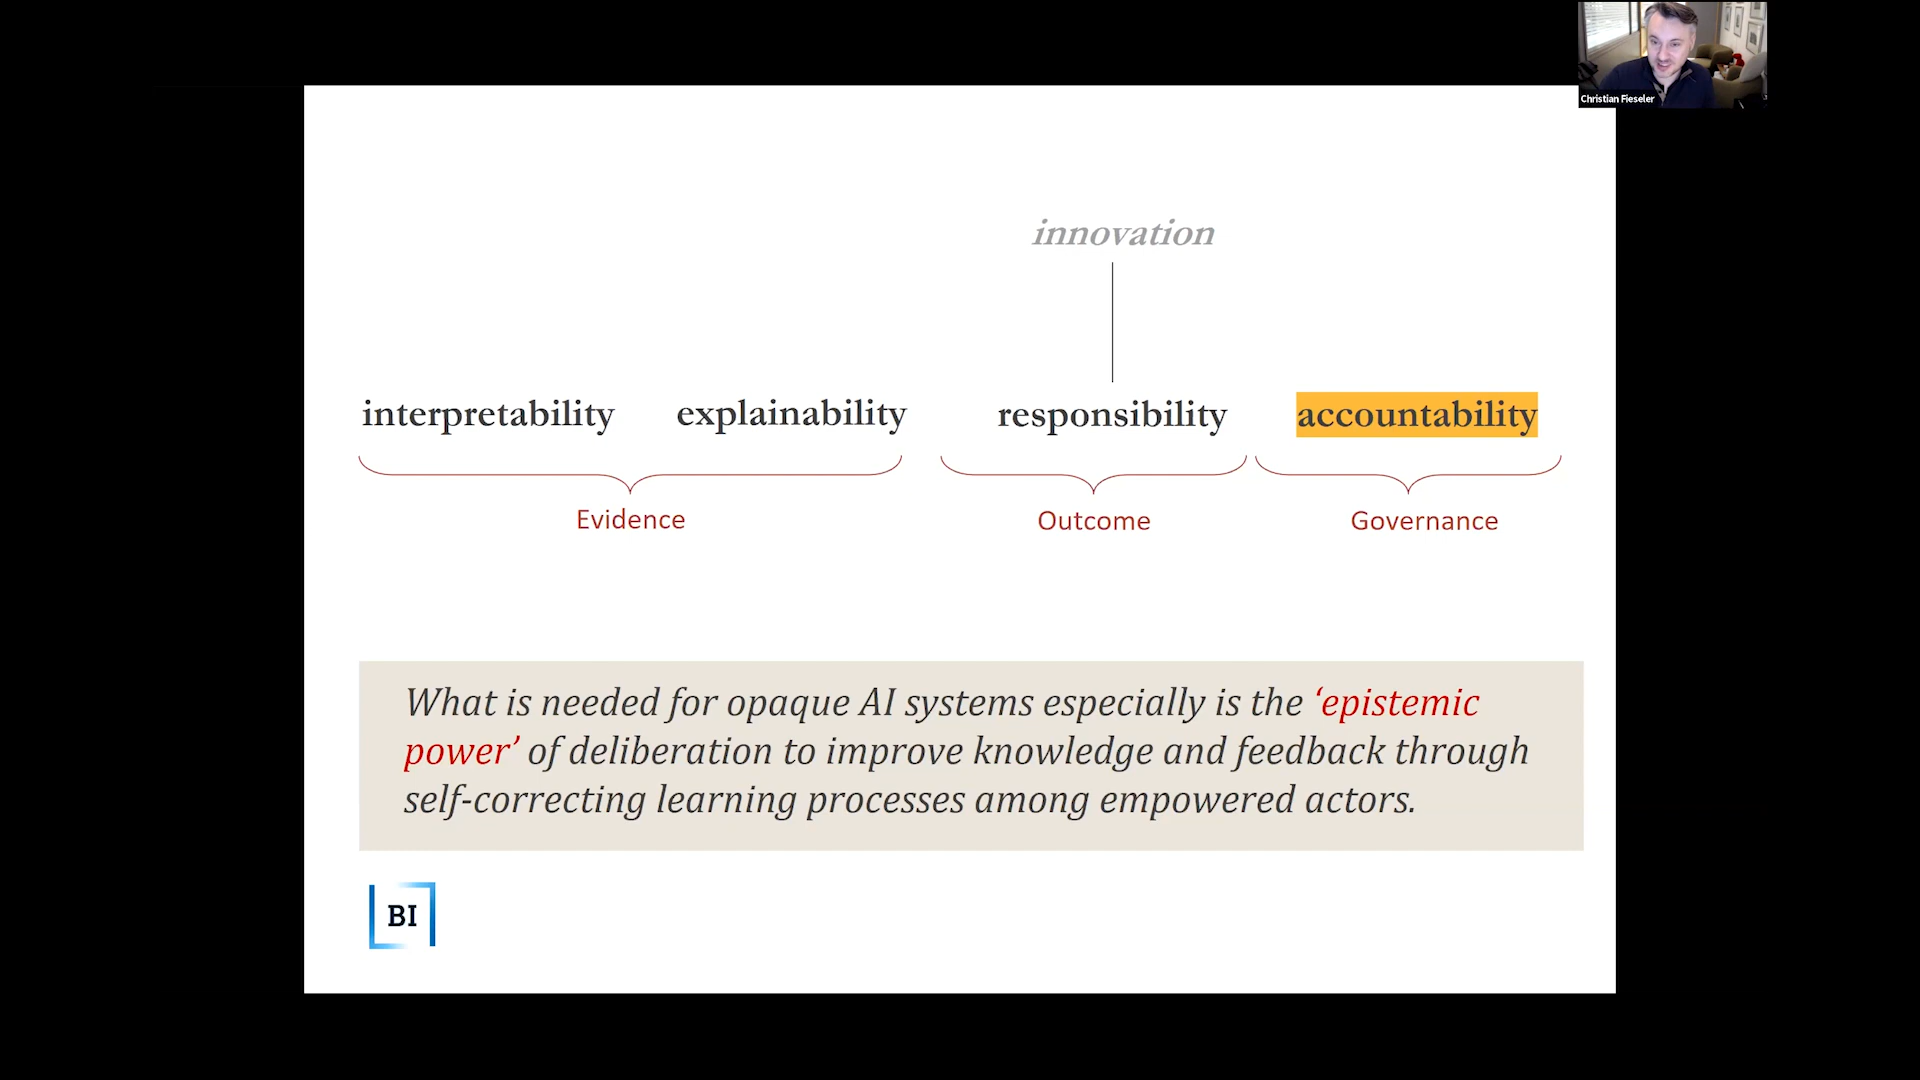 Christian Fieseler
innovation
interpretability explainability responsibility accountability
Evidence Outcome Governance
What is needed for opaque AI systems especially is the ‘epistemic
power’ of deliberation to improve knowledge and feedback through
self-correcting learning processes among empowered actors.
BI